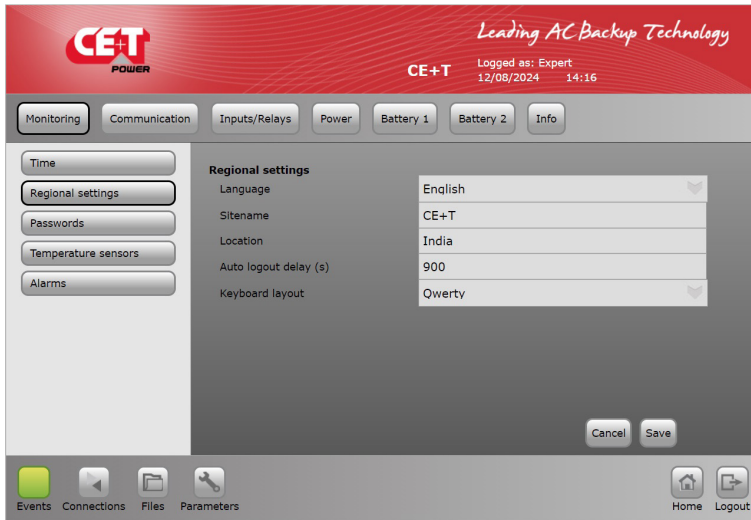 CE+T
POWER
Leading AC Backup Technology
CE+T
Logged as: Expert
12/08/2024 14:16
Monitoring Communication Inputs/Relays Power Battery 1 Battery 2 Info
Time
Regional settings
Passwords
Temperature sensors
Alarms
Regional settings
Language English
Sitename CE+T
Location India
Auto logout delay (s) 900
Keyboard layout Qwerty
Cancel Save
Events Connections Files Parameters Home Logout